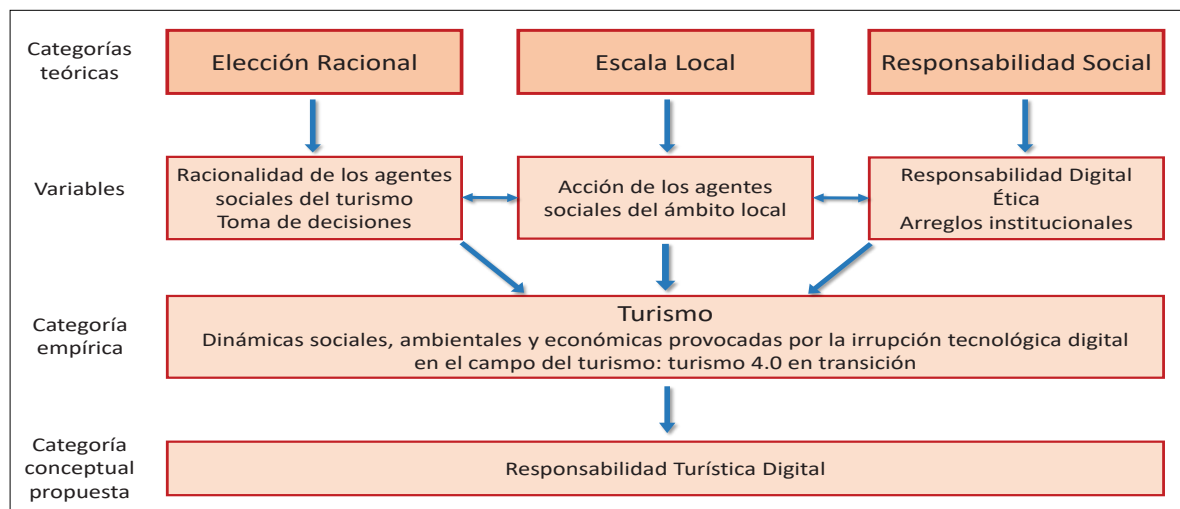 Categorías
teóricas
Elección Racional
Escala Local
Responsabilidad Social
Variables
Racionalidad de los agentes
sociales del turismo
Toma de decisiones
Acción de los agentes
sociales del ámbito local
Responsabilidad Digital
Ética
Arreglos institucionales
Categoría
empírica
Turismo
Dinámicas sociales, ambientales y económicas provocadas por la irrupción tecnológica digital
en el campo del turismo: turismo 4.0 en transición
Categoría
conceptual
propuesta
Responsabilidad Turística Digital